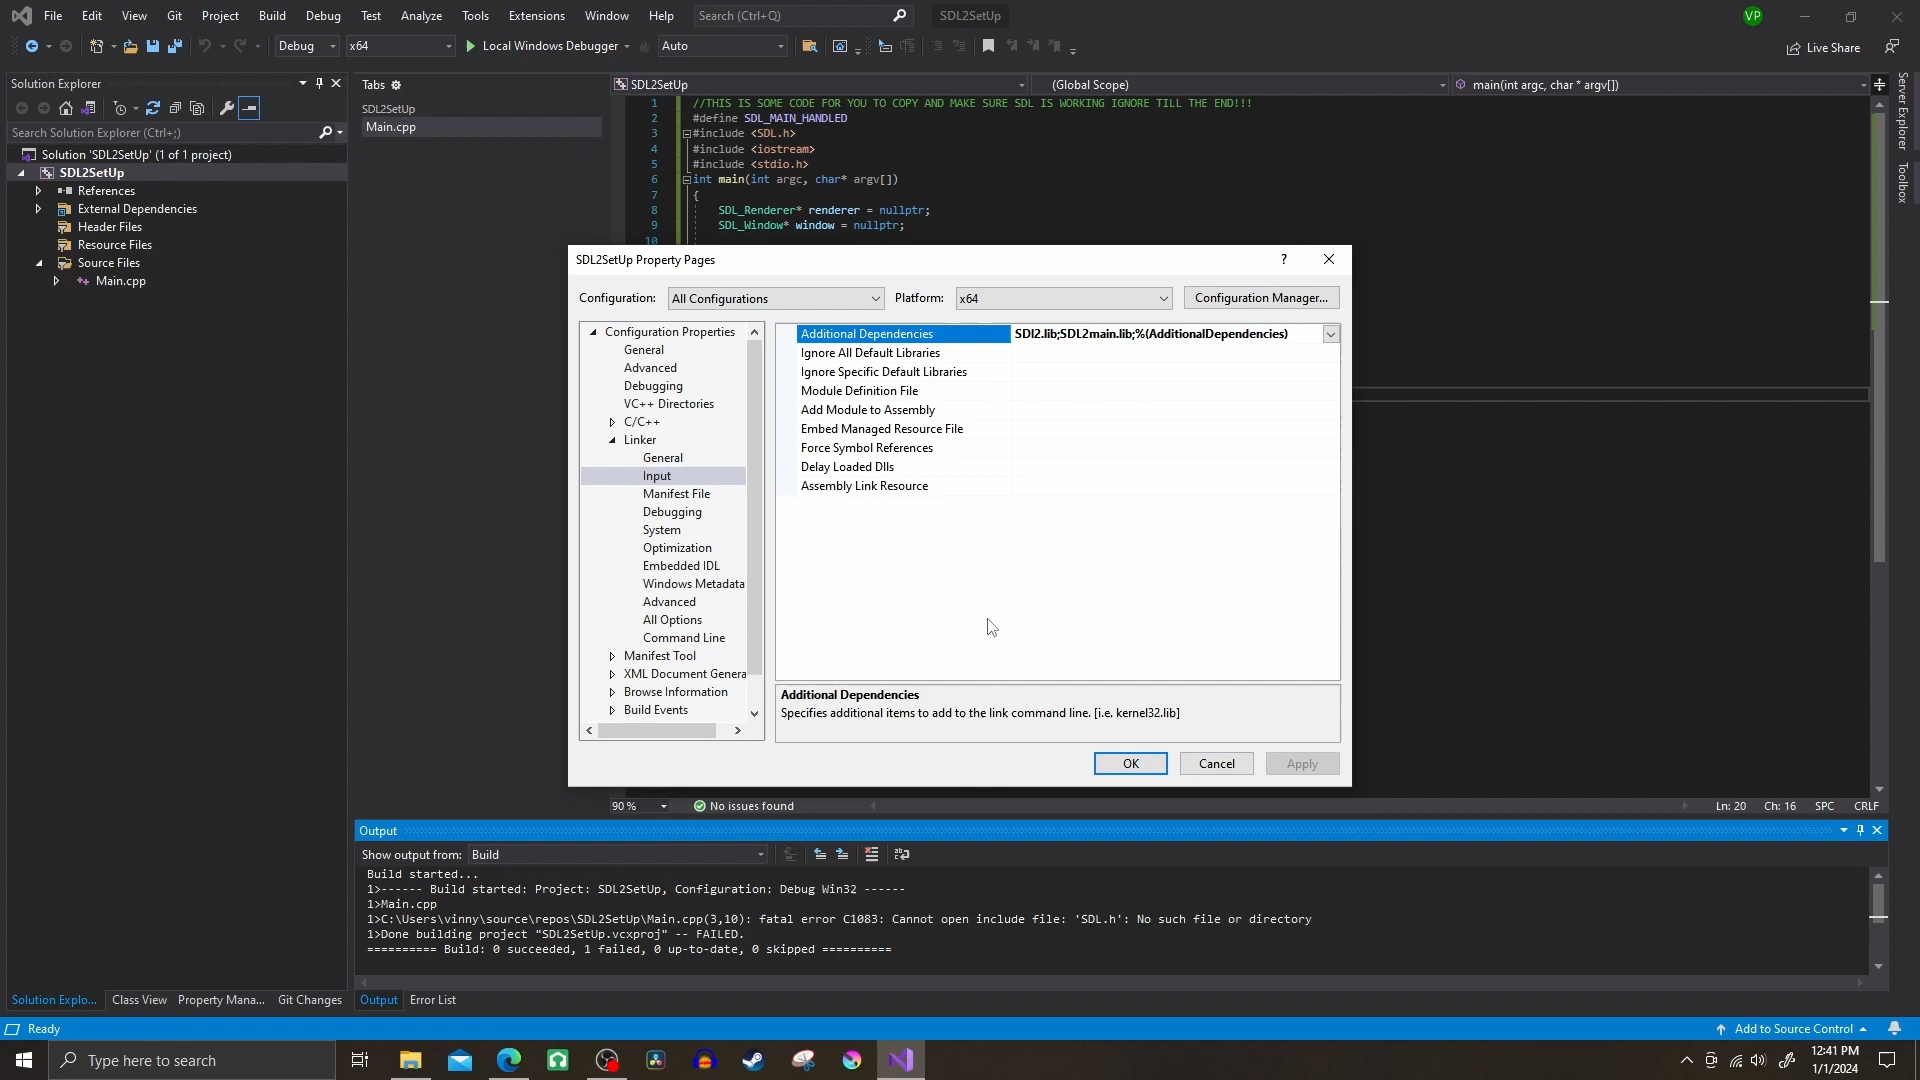 File Edit View Git Project Build Debug Test Analyze Tools Extensions Window Help Search (Ctrl+Q) SDL2SetUp VP
Debug x64 Local Windows Debugger Auto Live Share
Solution Explorer
Search Solution Explorer (Ctrl+;)
Solution 'SDL2SetUp' (1 of 1 project)
SDL2SetUp
References
External Dependencies
Header Files
Resource Files
Source Files
Main.cpp
Tabs
SDL2SetUp
Main.cpp
SDL2SetUp (Global Scope) main(int argc, char * argv[])
1 //THIS IS SOME CODE FOR YOU TO COPY AND MAKE SURE SDL IS WORKING IGNORE TILL THE END!!!
2 #define SDL_MAIN_HANDLED
3 #include <SDL.h>
4 #include <iostream>
5 #include <stdio.h>
6 int main(int argc, char* argv[])
7 {
8 SDL_Renderer* renderer = nullptr;
9 SDL_Window* window = nullptr;
10
Server Explorer
Toolbox
SDL2SetUp Property Pages
Configuration: All Configurations Platform: x64 Configuration Manager...
Configuration Properties
General
Advanced
Debugging
VC++ Directories
C/C++
Linker
General
Input
Manifest File
Debugging
System
Optimization
Embedded IDL
Windows Metadata
Advanced
All Options
Command Line
Manifest Tool
XML Document Genera
Browse Information
Build Events
Additional Dependencies SDl2.lib;SDL2main.lib;%(AdditionalDependencies)
Ignore All Default Libraries
Ignore Specific Default Libraries
Module Definition File
Add Module to Assembly
Embed Managed Resource File
Force Symbol References
Delay Loaded Dlls
Assembly Link Resource
Additional Dependencies
Specifies additional items to add to the link command line. [i.e. kernel32.lib]
OK Cancel Apply
90 % No issues found Ln: 20 Ch: 16 SPC CRLF
Output
Show output from: Build
Build started...
1>------ Build started: Project: SDL2SetUp, Configuration: Debug Win32 ------
1>Main.cpp
1>C:\Users\vinny\source\repos\SDL2SetUp\Main.cpp(3,10): fatal error C1083: Cannot open include file: 'SDL.h': No such file or directory
1>Done building project "SDL2SetUp.vcxproj" -- FAILED.
========== Build: 0 succeeded, 1 failed, 0 up-to-date, 0 skipped ==========
Solution Explo... Class View Property Mana... Git Changes Output Error List
Ready Add to Source Control
Type here to search
12:41 PM
1/1/2024